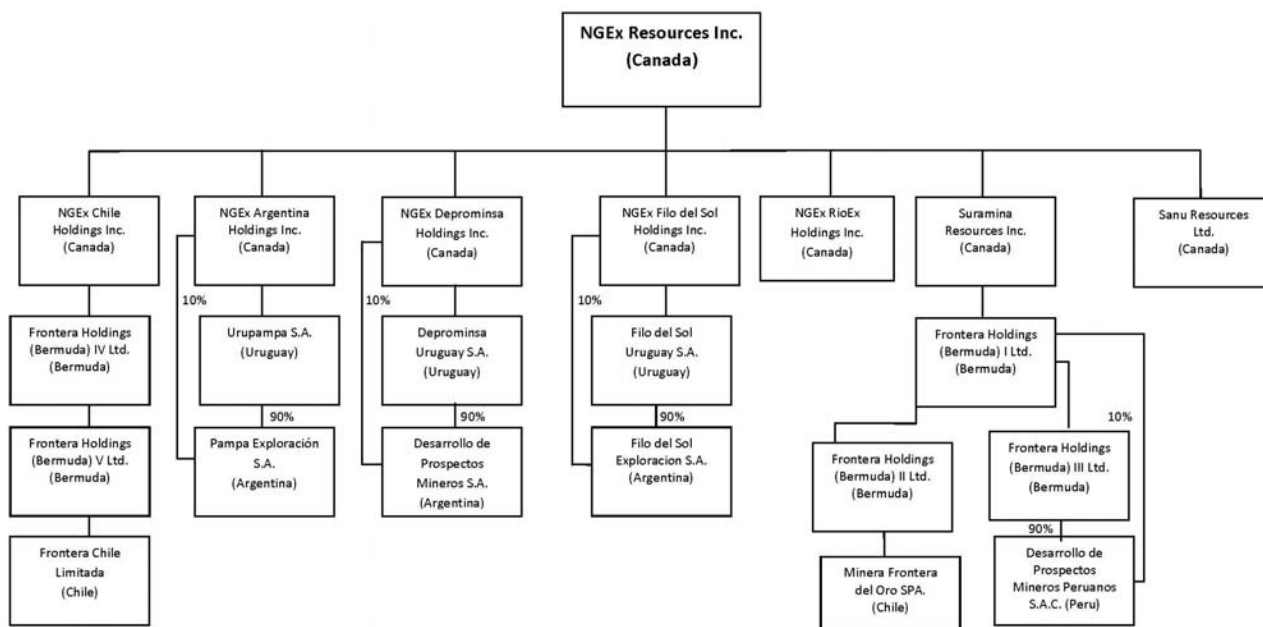 NGEx Resources Inc.
(Canada)
NGEx Chile
Holdings Inc.
(Canada)
NGEx Argentina
Holdings Inc.
(Canada)
NGEx Deprominsa
Holdings Inc.
(Canada)
NGEx Filo del Sol
Holdings Inc.
(Canada)
NGEx RioEx
Holdings Inc.
(Canada)
Suramina
Resources Inc.
(Canada)
Sanu Resources
Ltd.
(Canada)
10%
10%
10%
Frontera Holdings
(Bermuda) IV Ltd.
(Bermuda)
Urupampa S.A.
(Uruguay)
Deprominsa
Uruguay S.A.
(Uruguay)
Filo del Sol
Uruguay S.A.
(Uruguay)
Frontera Holdings
(Bermuda) I Ltd.
(Bermuda)
90%
90%
90%
10%
Frontera Holdings
(Bermuda) V Ltd.
(Bermuda)
Pampa Exploración
S.A.
(Argentina)
Desarrollo de
Prospectos
Mineros S.A.
(Argentina)
Filo del Sol
Exploracion S.A.
(Argentina)
Frontera Holdings
(Bermuda) II Ltd.
(Bermuda)
Frontera Holdings
(Bermuda) III Ltd.
(Bermuda)
90%
Frontera Chile
Limitada
(Chile)
Minera Frontera
del Oro SPA.
(Chile)
Desarrollo de
Prospectos
Mineros Peruanos
S.A.C. (Peru)